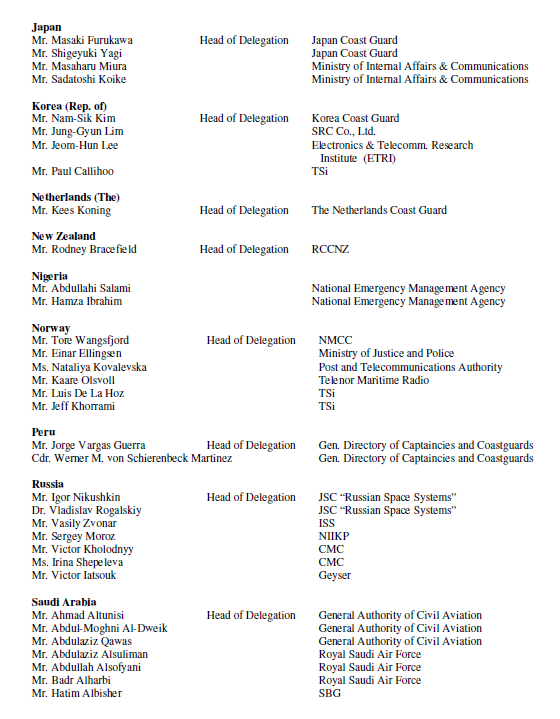 Japan
Mr. Masaki Furukawa Head of Delegation Japan Coast Guard
Mr. Shigeyuki Yagi Japan Coast Guard
Mr. Masaharu Miura Ministry of Internal Affairs & Communications
Mr. Sadatoshi Koike Ministry of Internal Affairs & Communications
Korea (Rep. of)
Mr. Nam-Sik Kim Head of Delegation Korea Coast Guard
Mr. Jung-Gyun Lim SRC Co., Ltd.
Mr. Jeom-Hun Lee Electronics & Telecomm. Research
Institute (ETRI)
Mr. Paul Callihoo TSi
Netherlands (The)
Mr. Kees Koning Head of Delegation The Netherlands Coast Guard
New Zealand
Mr. Rodney Bracefield Head of Delegation RCCNZ
Nigeria
Mr. Abdullahi Salami National Emergency Management Agency
Mr. Hamza Ibrahim National Emergency Management Agency
Norway
Mr. Tore Wangsfjord Head of Delegation NMCC
Mr. Einar Ellingsen Ministry of Justice and Police
Ms. Nataliya Kovalevska Post and Telecommunications Authority
Mr. Kaare Olsvoll Telenor Maritime Radio
Mr. Luis De La Hoz TSi
Mr. Jeff Khorrami TSi
Peru
Mr. Jorge Vargas Guerra Head of Delegation Gen. Directory of Captaincies and Coastguards
Cdr. Werner M. von Schierenbeck Martinez Gen. Directory of Captaincies and Coastguards
Russia
Mr. Igor Nikushkin Head of Delegation JSC “Russian Space Systems”
Dr. Vladislav Rogalskiy JSC “Russian Space Systems”
Mr. Vasily Zvonar ISS
Mr. Sergey Moroz NIIKP
Mr. Victor Kholodnyy CMC
Ms. Irina Shepeleva CMC
Mr. Victor Iatsouk Geyser
Saudi Arabia
Mr. Ahmad Altunisi Head of Delegation General Authority of Civil Aviation
Mr. Abdul-Moghni Al-Dweik General Authority of Civil Aviation
Mr. Abdulaziz Qawas General Authority of Civil Aviation
Mr. Abdulaziz Alsuliman Royal Saudi Air Force
Mr. Abdullah Alsofyani Royal Saudi Air Force
Mr. Badr Alharbi Royal Saudi Air Force
Mr. Hatim Albisher SBG